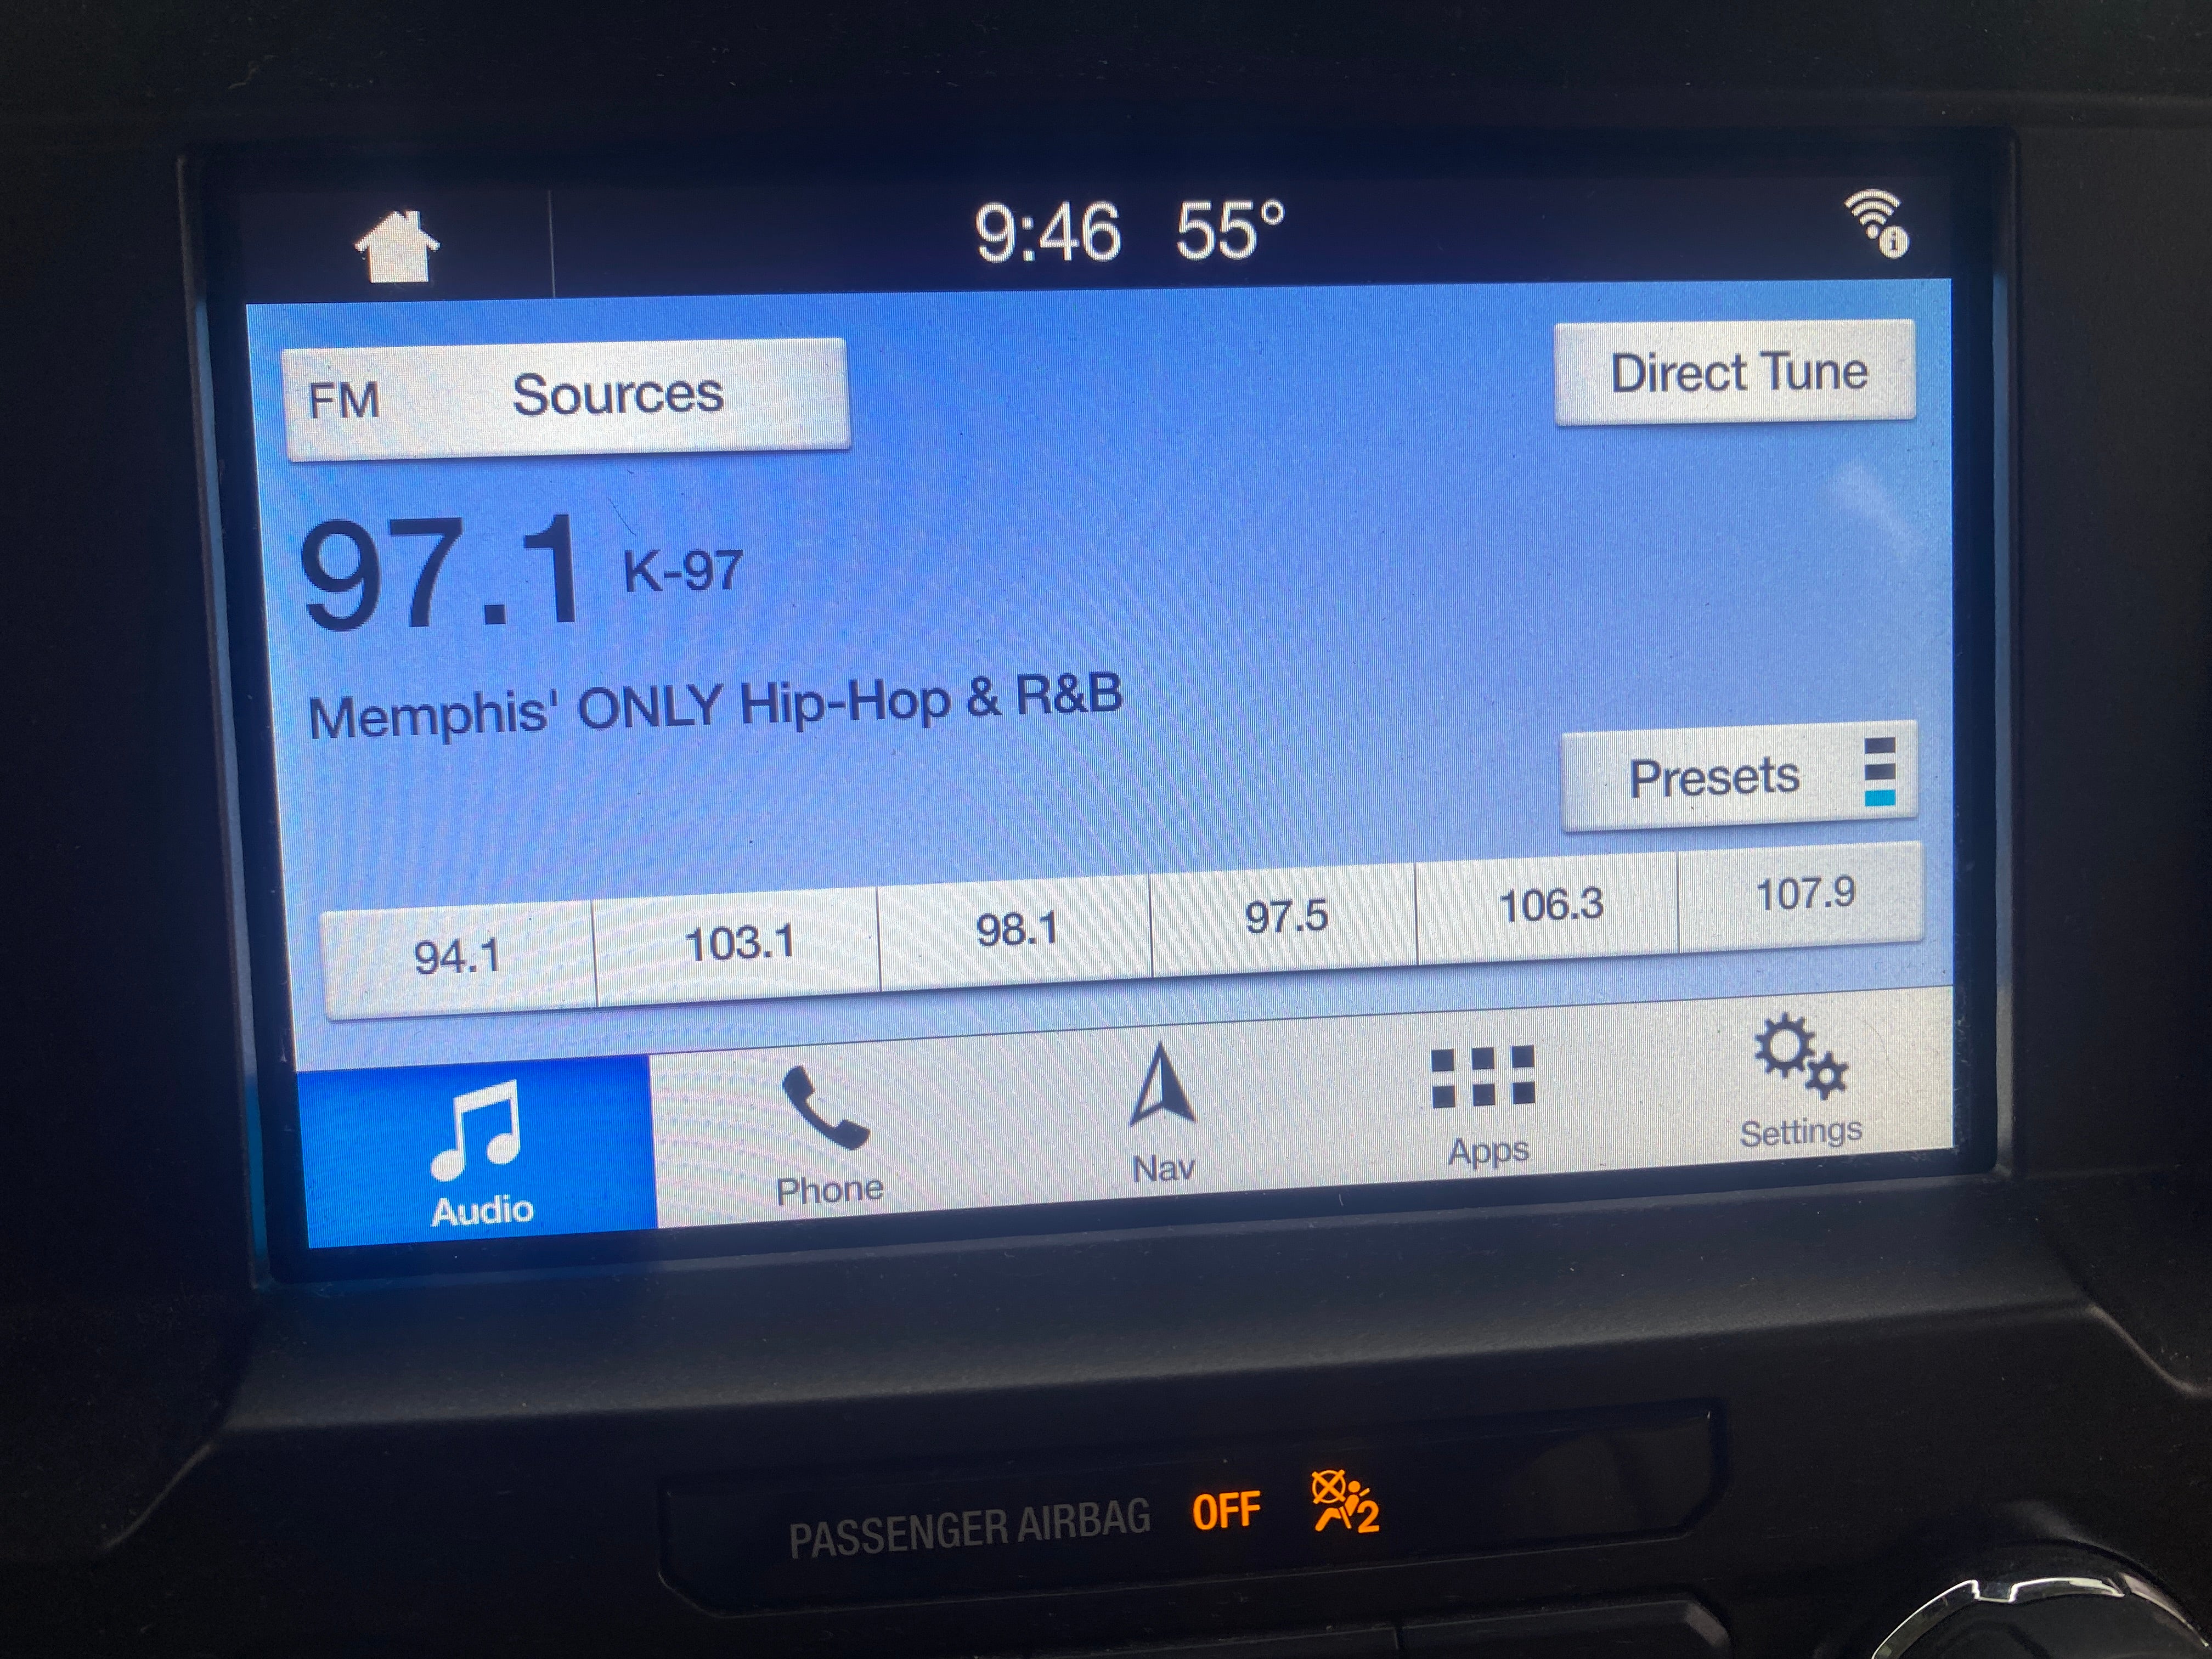 9:46 55°
FM Sources
Direct Tune
97.1 K-97
Memphis' ONLY Hip-Hop & R&B
Presets
94.1 103.1 98.1 97.5 106.3 107.9
Audio Phone Nav Apps Settings
PASSENGER AIRBAG OFF 2